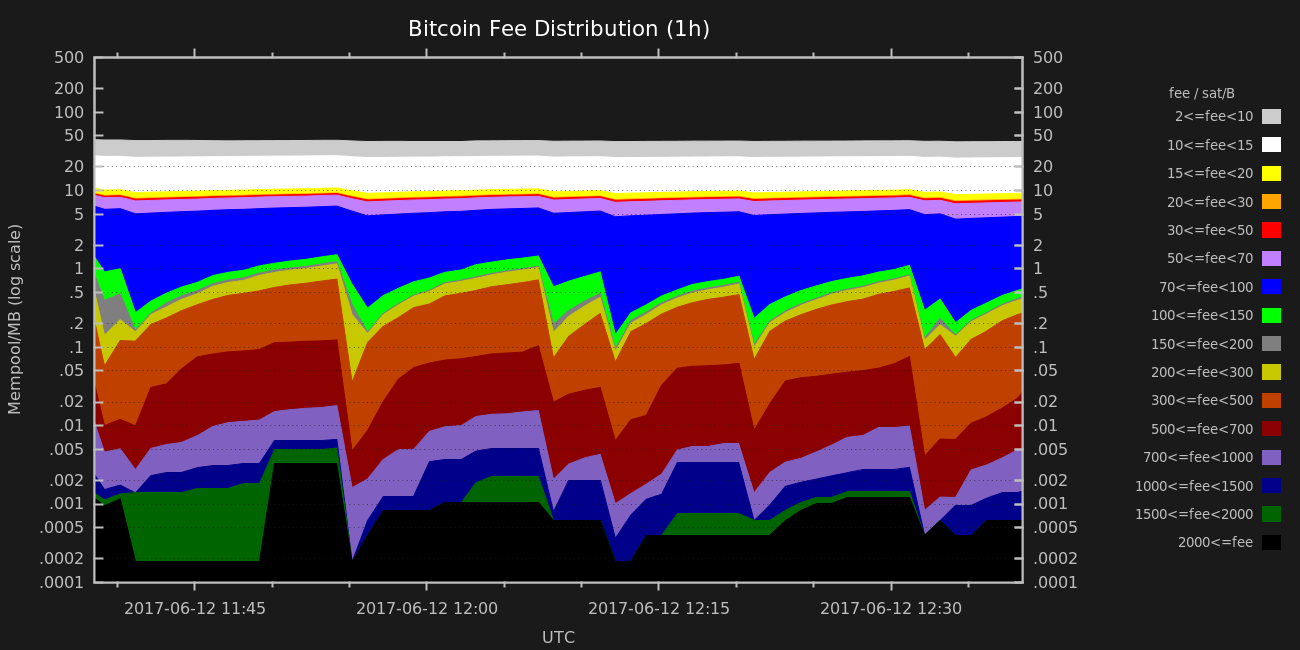 Bitcoin Fee Distribution (1h)
500 500
200 200
100 100
50 50
20 20
10 10
5 5
2 2
1 1
.5 .5
.2 .2
.1 .1
.05 .05
.02 .02
.01 .01
.005 .005
.002 .002
.001 .001
.0005 .0005
.0002 .0002
.0001 .0001
Mempool/MB (log scale)
2017-06-12 11:45 2017-06-12 12:00 2017-06-12 12:15 2017-06-12 12:30
UTC
fee / sat/B
2<=fee<10
10<=fee<15
15<=fee<20
20<=fee<30
30<=fee<50
50<=fee<70
70<=fee<100
100<=fee<150
150<=fee<200
200<=fee<300
300<=fee<500
500<=fee<700
700<=fee<1000
1000<=fee<1500
1500<=fee<2000
2000<=fee